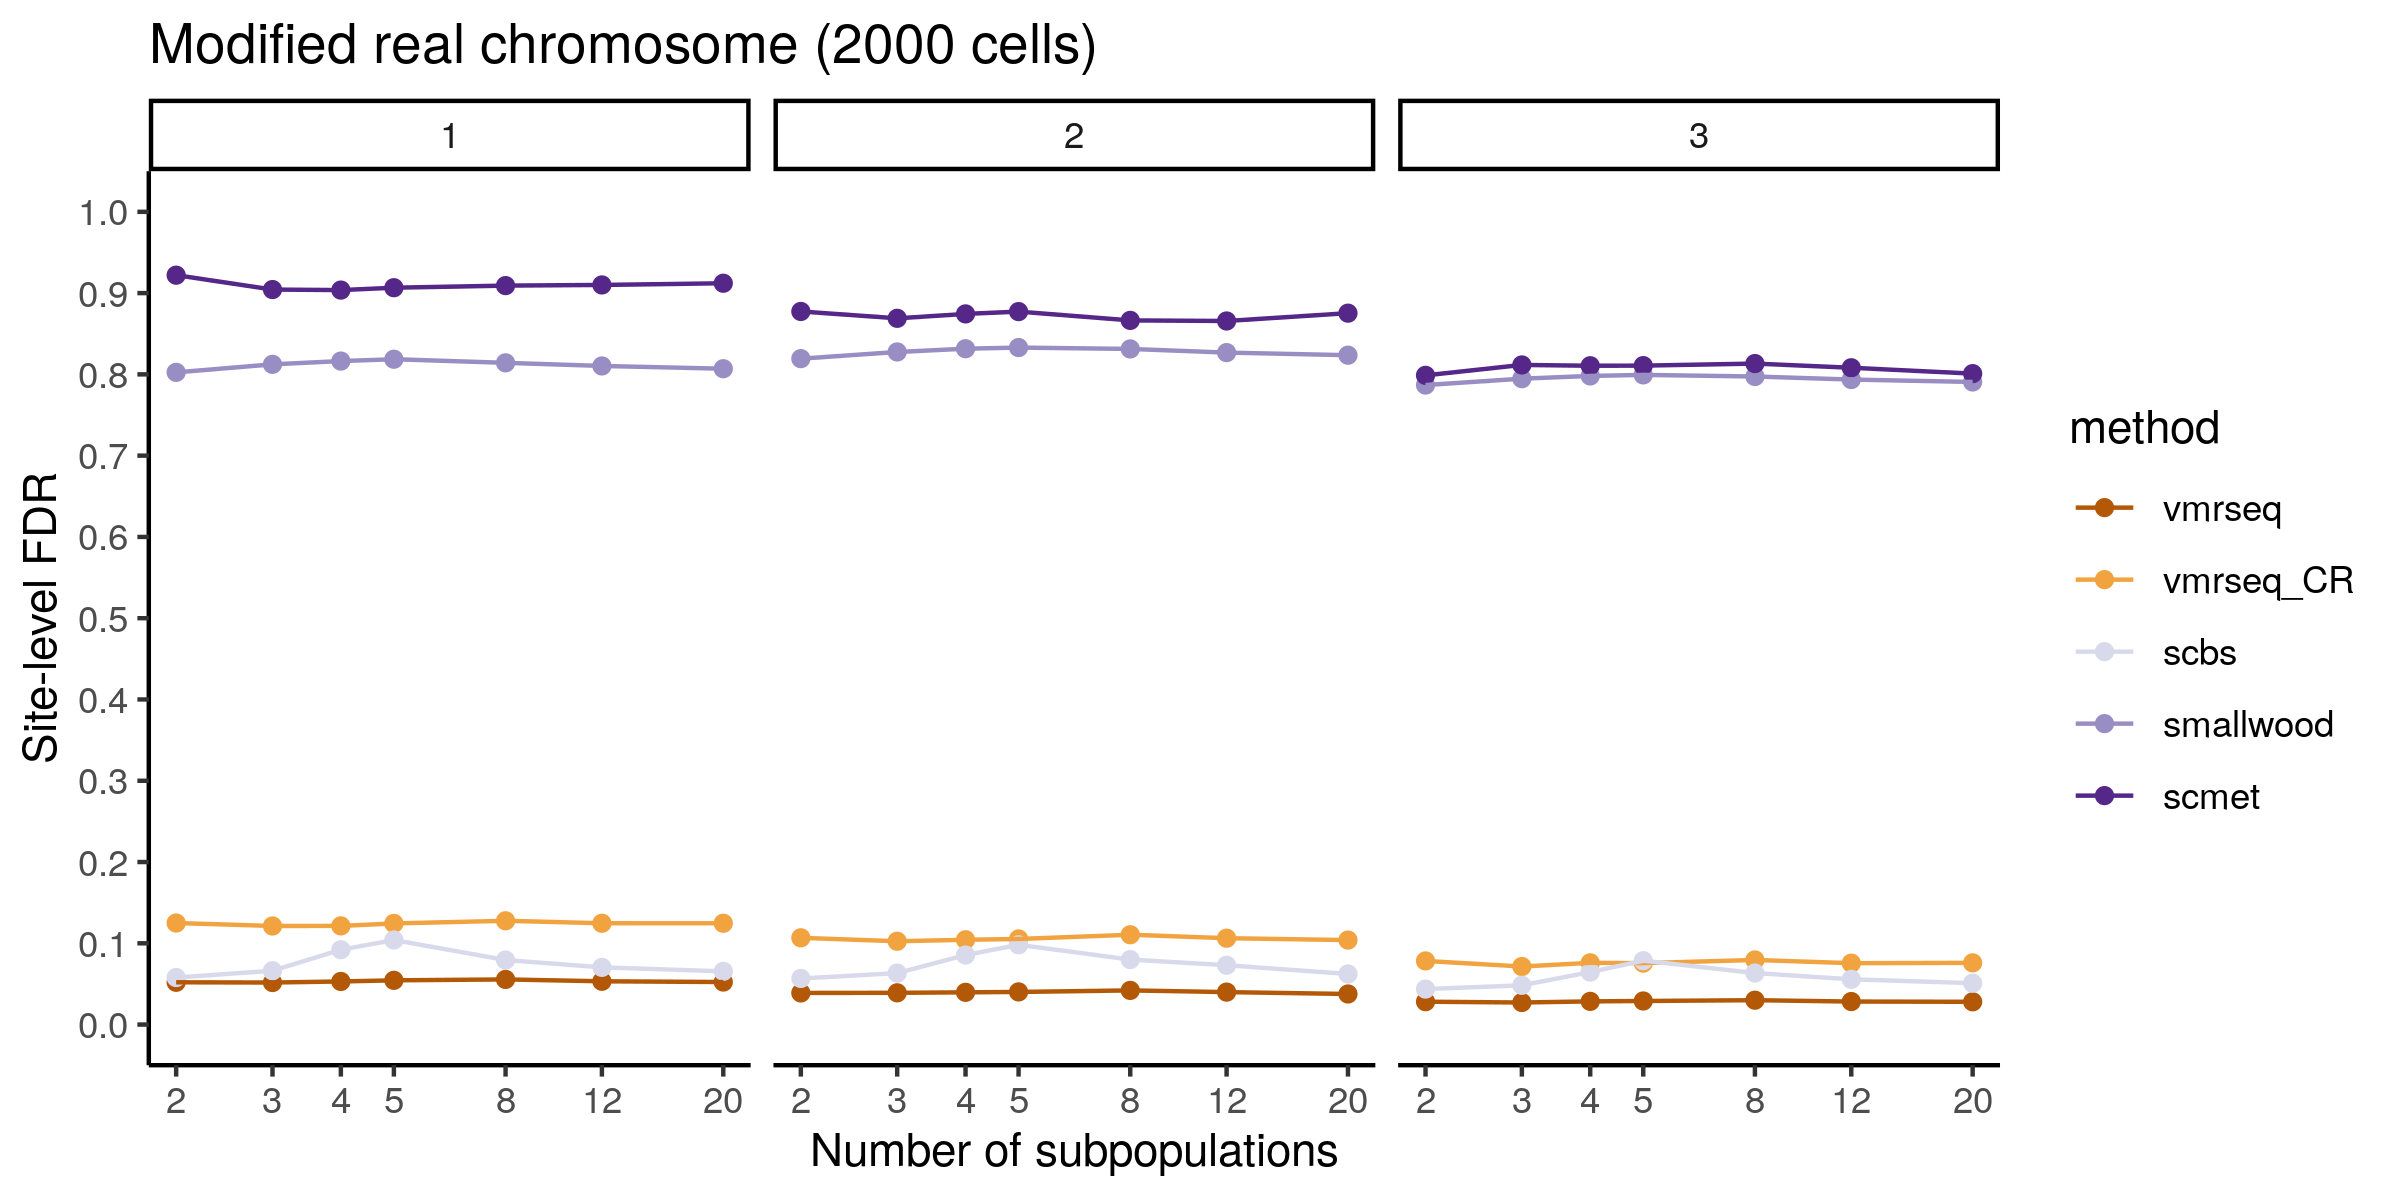 Modified real chromosome (2000 cells)
1 2 3
1.0
0.9
0.8
0.7
0.6
0.5
0.4
0.3
0.2
0.1
0.0
Site-level FDR
2 3 4 5 8 12 20 2 3 4 5 8 12 20 2 3 4 5 8 12 20
Number of subpopulations
method
vmrseq
vmrseq_CR
scbs
smallwood
scmet